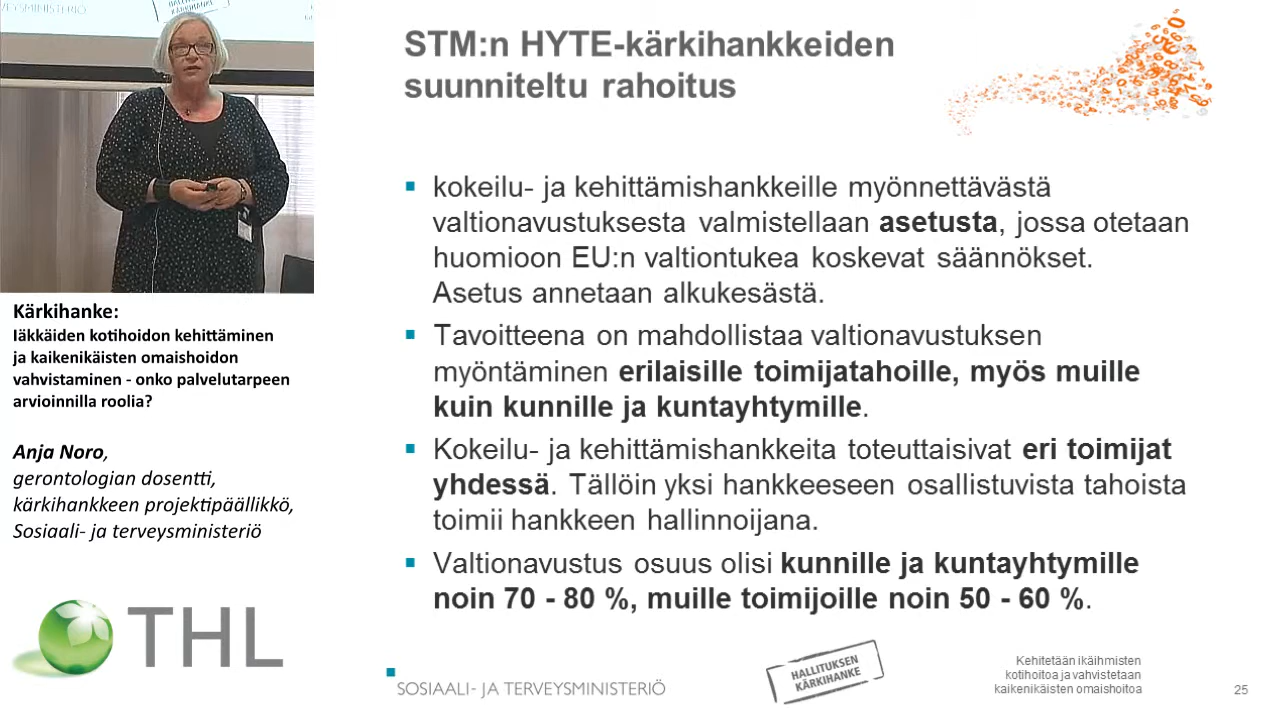 STM:n HYTE-kärkihankkeiden
suunniteltu rahoitus
kokeilu- ja kehittämishankkeille myönnettävästä
valtionavustuksesta valmistellaan asetusta, jossa otetaan
huomioon EU:n valtiontukea koskevat säännökset.
Asetus annetaan alkukesästä.
Tavoitteena on mahdollistaa valtionavustuksen
myöntäminen erilaisille toimijatahoille, myös muille
kuin kunnille ja kuntayhtymille.
Kokeilu- ja kehittämishankkeita toteuttaisivat eri toimijat
yhdessä. Tällöin yksi hankkeeseen osallistuvista tahoista
toimii hankkeen hallinnoijana.
Valtionavustus osuus olisi kunnille ja kuntayhtymille
noin 70 - 80 %, muille toimijoille noin 50 - 60 %.
Kärkihanke:
Iäkkäiden kotihoidon kehittäminen
ja kaikenikäisten omaishoidon
vahvistaminen - onko palvelutarpeen
arvioinnilla roolia?
Anja Noro,
gerontologian dosentti,
kärkihankkeen projektipäällikkö,
Sosiaali- ja terveysministeriö
THL
SOSIAALI- JA TERVEYSMINISTERIÖ
HALLITUKSEN
KÄRKIHANKE
Kehitetään ikäihmisten
kotihoitoa ja vahvistetaan
kaikenikäisten omaishoitoa
25